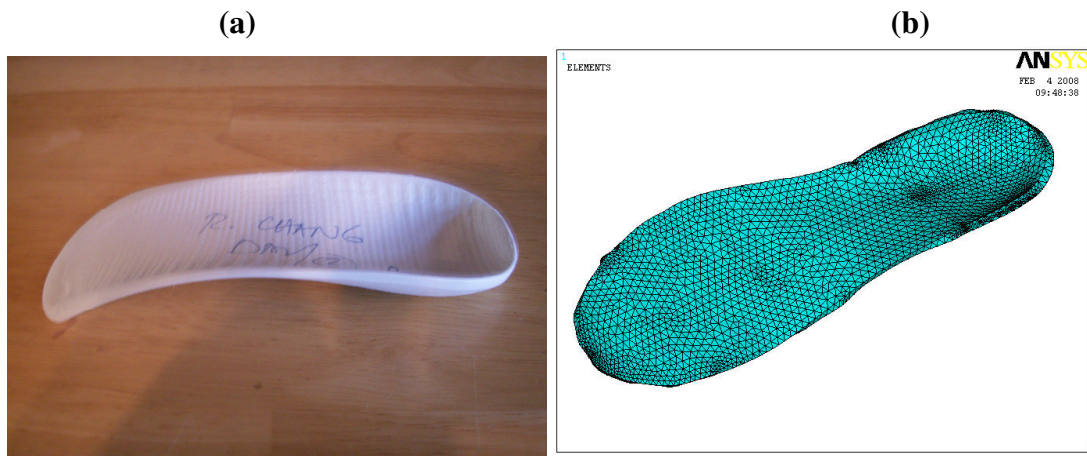 (a)
(b)
1
ELEMENTS
ANSYS
FEB 4 2008
09:48:38
R. CHANG